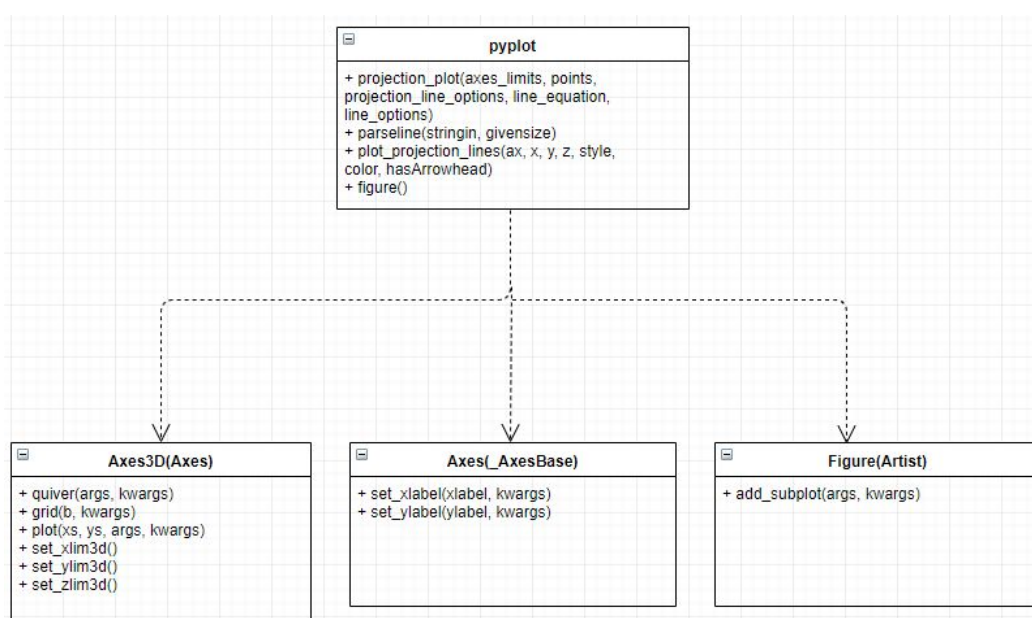 pyplot
+ projection_plot(axes_limits, points,
projection_line_options, line_equation,
line_options)
+ parseline(stringin, givensize)
+ plot_projection_lines(ax, x, y, z, style,
color, hasArrowhead)
+ figure()
Axes3D(Axes)
+ quiver(args, kwargs)
+ grid(b, kwargs)
+ plot(xs, ys, args, kwargs)
+ set_xlim3d()
+ set_ylim3d()
+ set_zlim3d()
Axes(_AxesBase)
+ set_xlabel(xlabel, kwargs)
+ set_ylabel(ylabel, kwargs)
Figure(Artist)
+ add_subplot(args, kwargs)